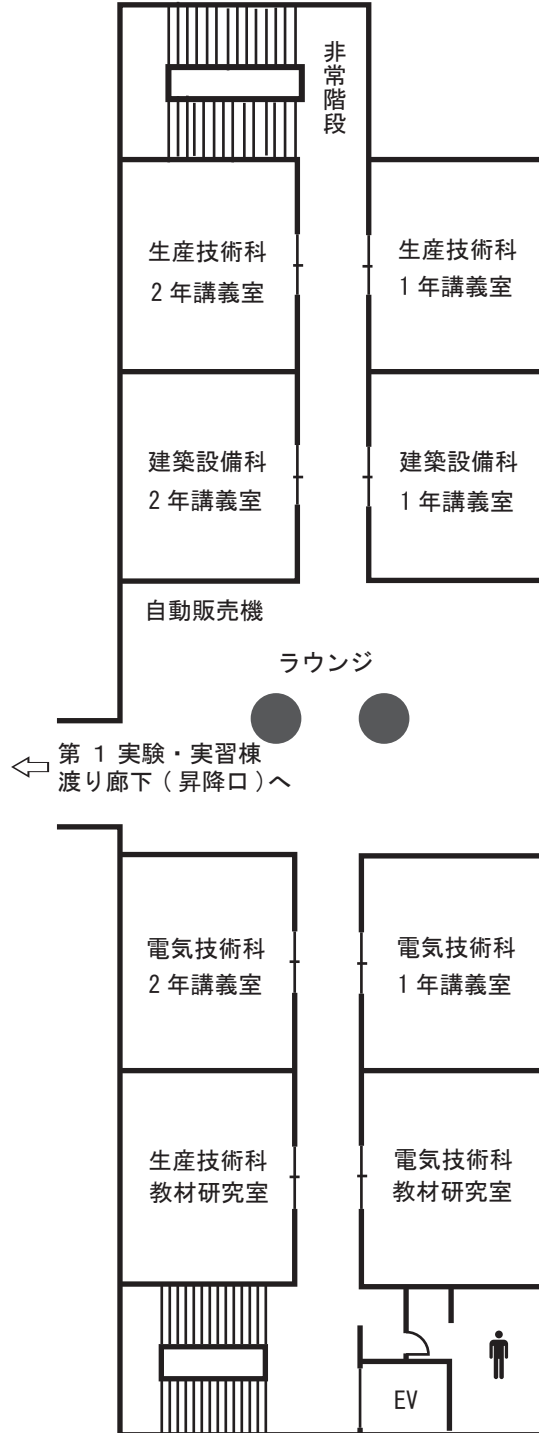 非常階段
生産技術科
2 年講義室
生産技術科
1 年講義室
建築設備科
2 年講義室
建築設備科
1 年講義室
自動販売機
ラウンジ
第 1 実験・実習棟
渡り廊下 ( 昇降口 ) へ
電気技術科
2 年講義室
電気技術科
1 年講義室
生産技術科
教材研究室
電気技術科
教材研究室
EV